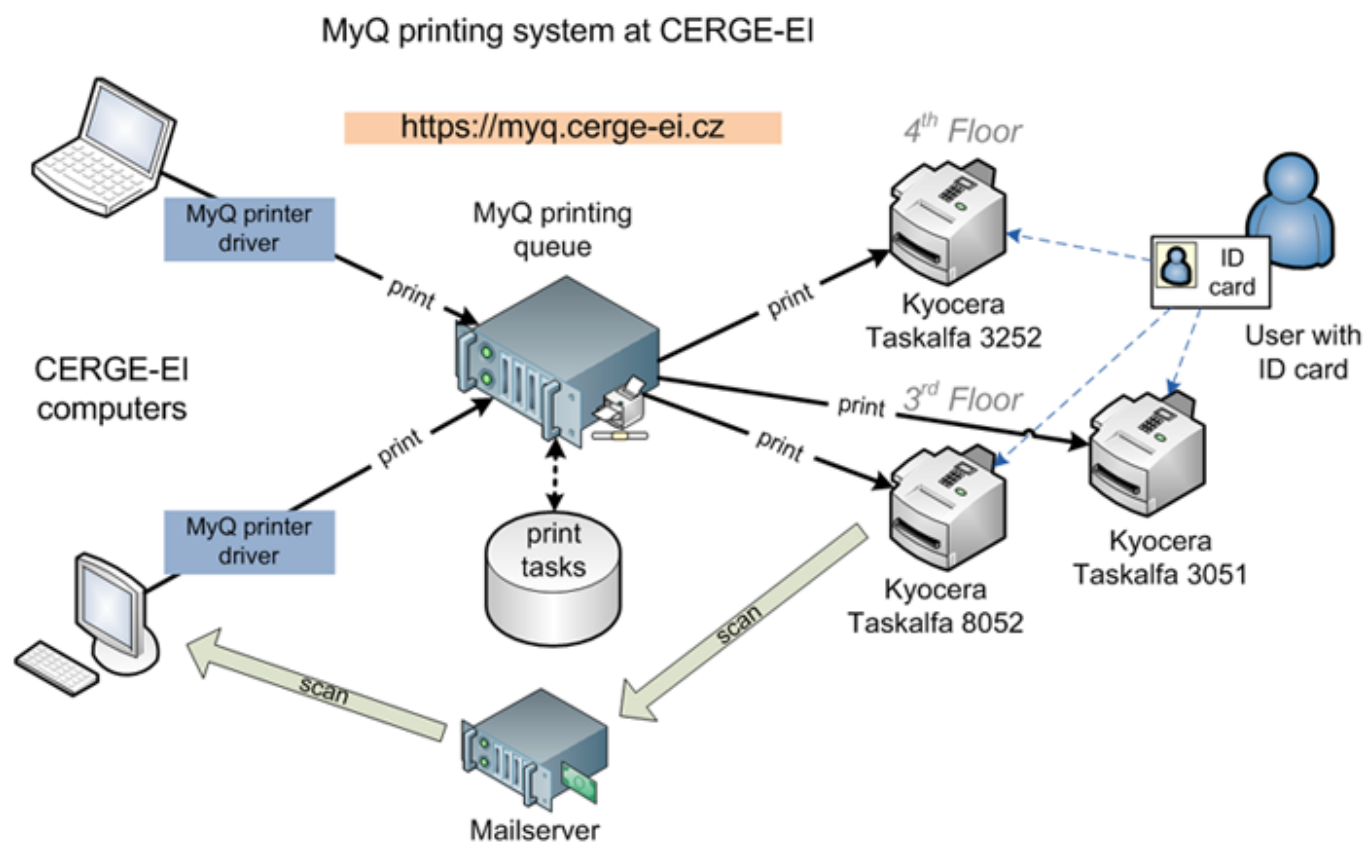 MyQ printing system at CERGE-EI
https://myq.cerge-ei.cz
4th Floor
MyQ printer
driver
MyQ printing
queue
print
print
ID
card
Kyocera
Taskalfa 3252
User with
ID card
CERGE-EI
computers
print
3rd Floor
print
print
MyQ printer
driver
print
tasks
Kyocera
Taskalfa 3051
Kyocera
Taskalfa 8052
scan
scan
Mailserver